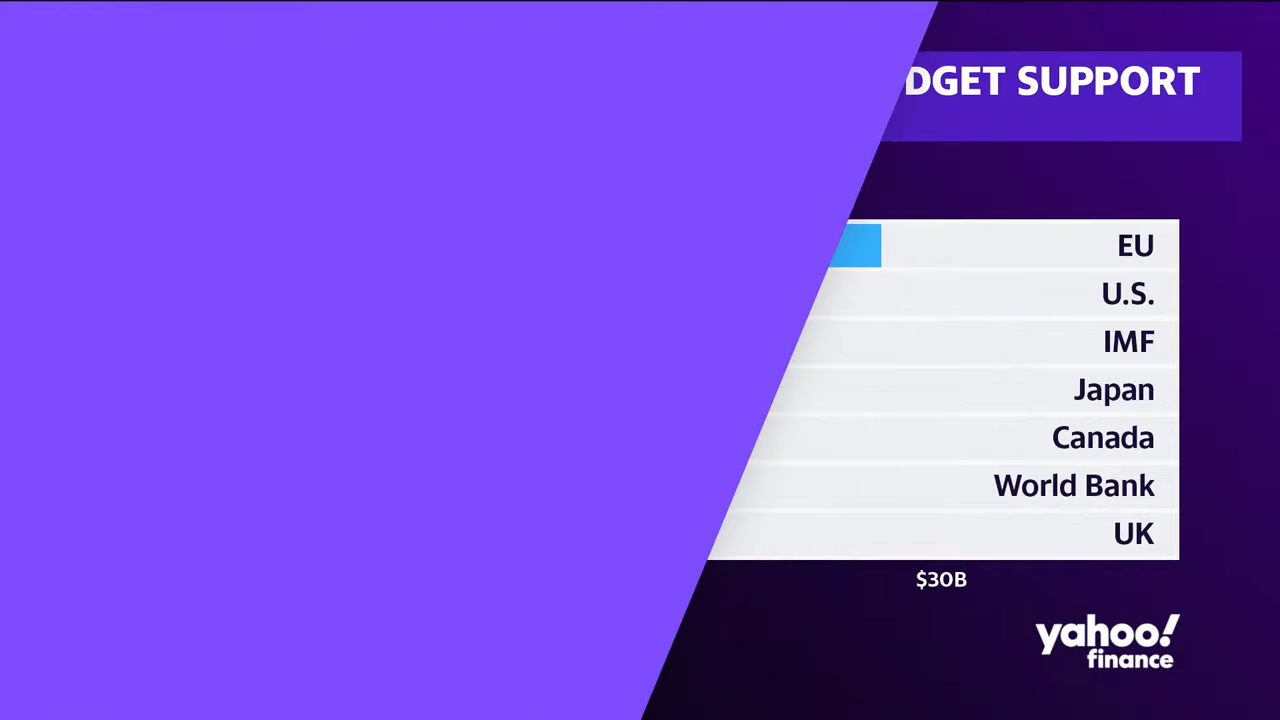 DGET SUPPORT
EU
U.S.
IMF
Japan
Canada
World Bank
UK
$30B
yahoo!
finance